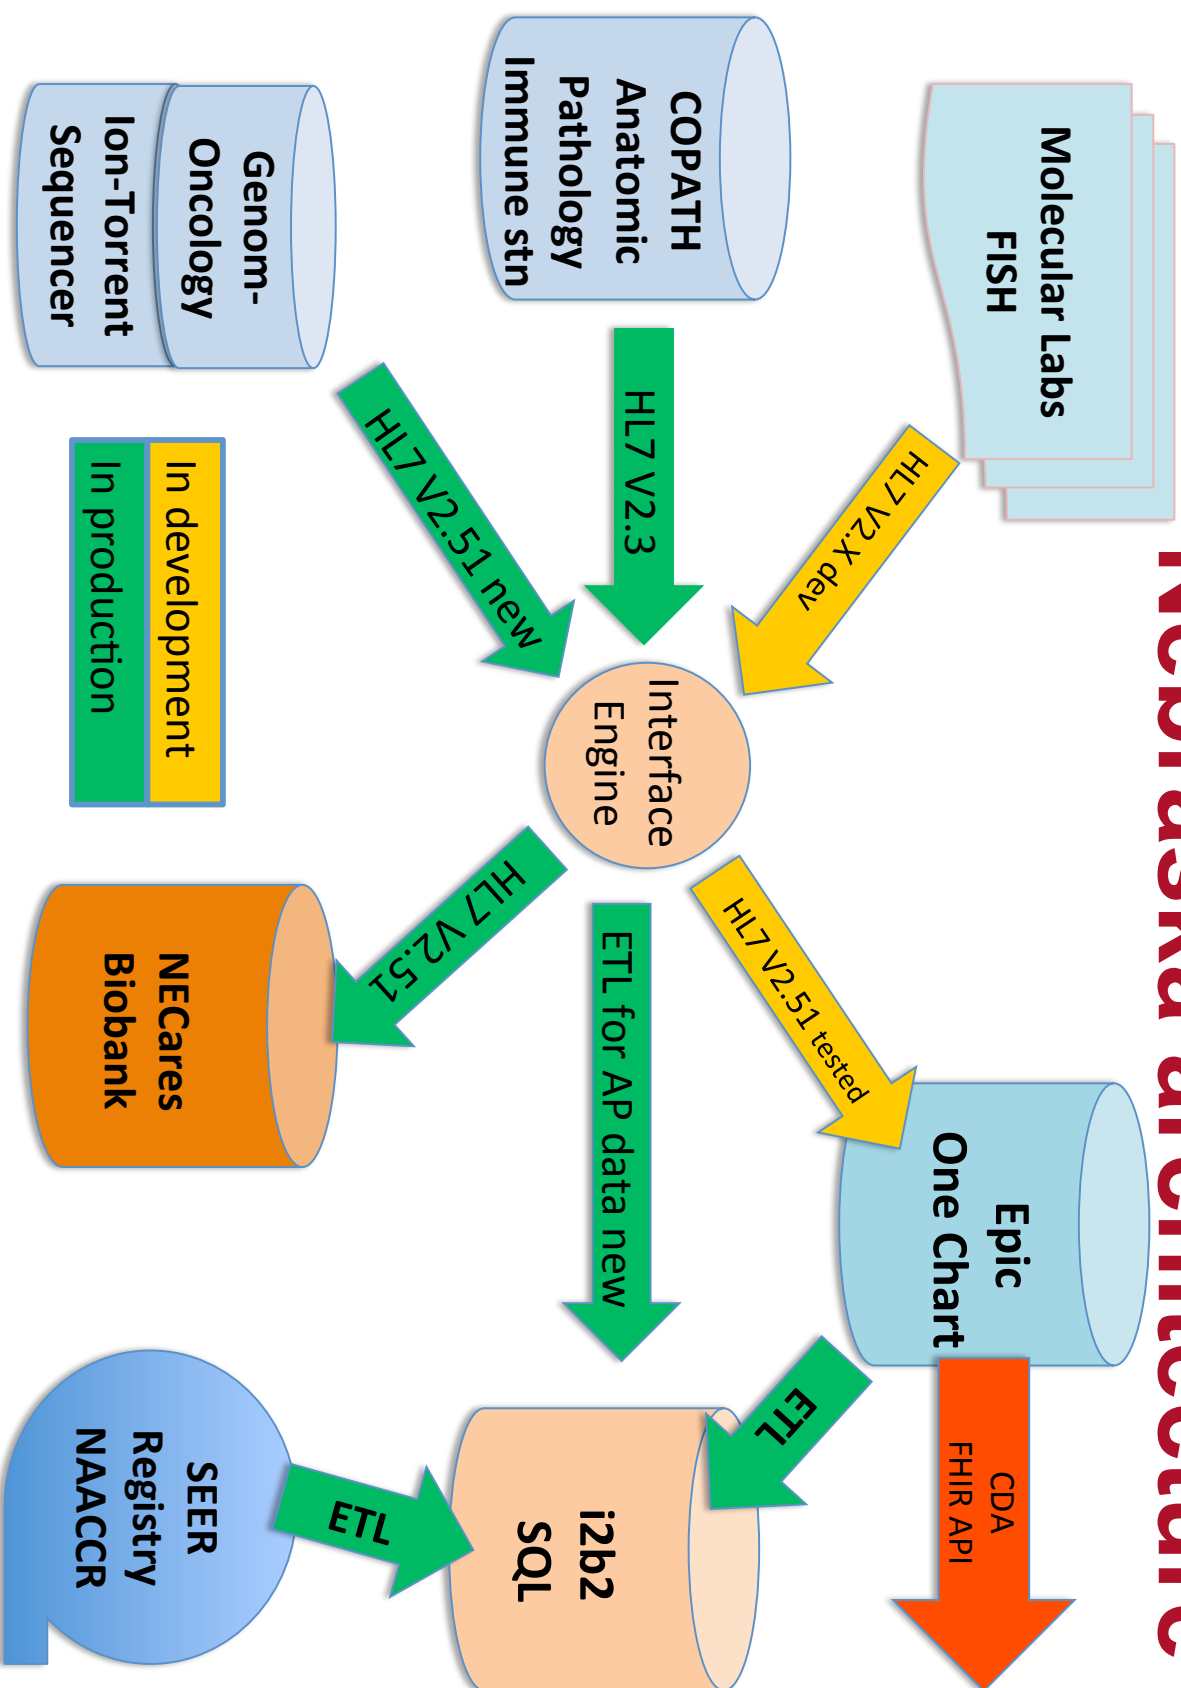 Nebraska architecture
Molecular Labs
FISH
COPATH
Anatomic
Pathology
Immune stn
Genom-
Oncology
Ion-Torrent
Sequencer
HL7 V2.X dev
HL7 V2.3
HL7 V2.51 new
In development
In production
Interface
Engine
HL7 V2.51 tested
ETL for AP data new
HL7 V2.51
Epic
One Chart
NECares
Biobank
CDA
FHIR API
ETL
i2b2
SQL
ETL
SEER
Registry
NAACCR